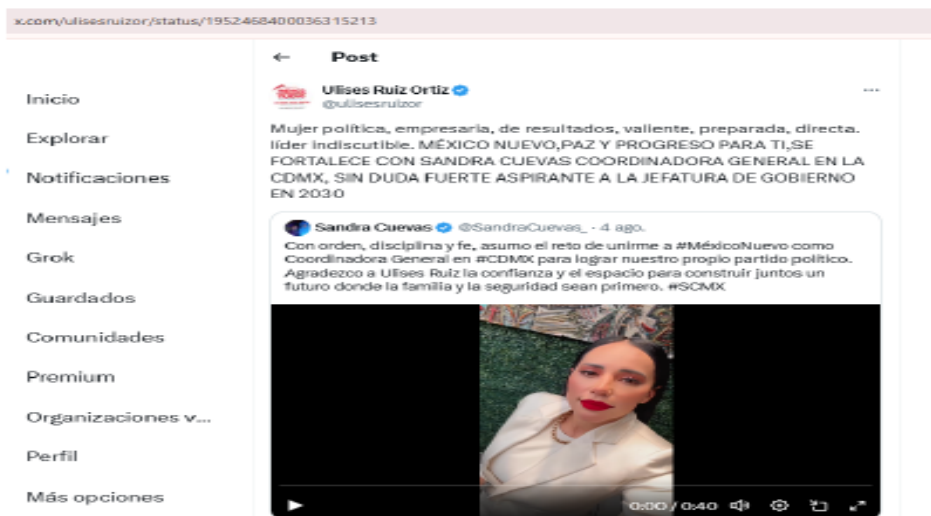 x.com/ulisesruizor/status/1952468400036315213
← Post
Inicio
Explorar
Notificaciones
Mensajes
Grok
Guardados
Comunidades
Premium
Organizaciones v...
Perfil
Más opciones
Ulises Ruiz Ortiz
@ulisesruizor
Mujer política, empresaria, de resultados, valiente, preparada, directa.
líder indiscutible. MÉXICO NUEVO,PAZ Y PROGRESO PARA TI,SE
FORTALECE CON SANDRA CUEVAS COORDINADORA GENERAL EN LA
CDMX, SIN DUDA FUERTE ASPIRANTE A LA JEFATURA DE GOBIERNO
EN 2030
Sandra Cuevas @SandraCuevas_ · 4 ago.
Con orden, disciplina y fe, asumo el reto de unirme a #MéxicoNuevo como
Coordinadora General en #CDMX para lograr nuestro propio partido político.
Agradezco a Ulises Ruiz la confianza y el espacio para construir juntos un
futuro donde la familia y la seguridad sean primero. #SCMX
0:00 / 0:40